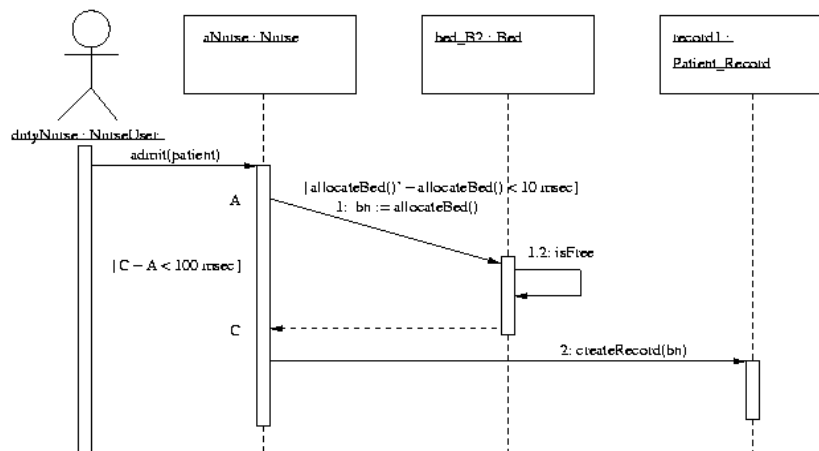 aNurse : Nurse
bed_B2 : Bed
record1 :
Patient_Record
dutyNurse : NurseUser
admit(patient)
[ allocateBed()' – allocateBed() < 10 msec ]
A
1: bn := allocateBed()
1.2: isFree
[ C – A < 100 msec ]
C
2: createRecord(bn)